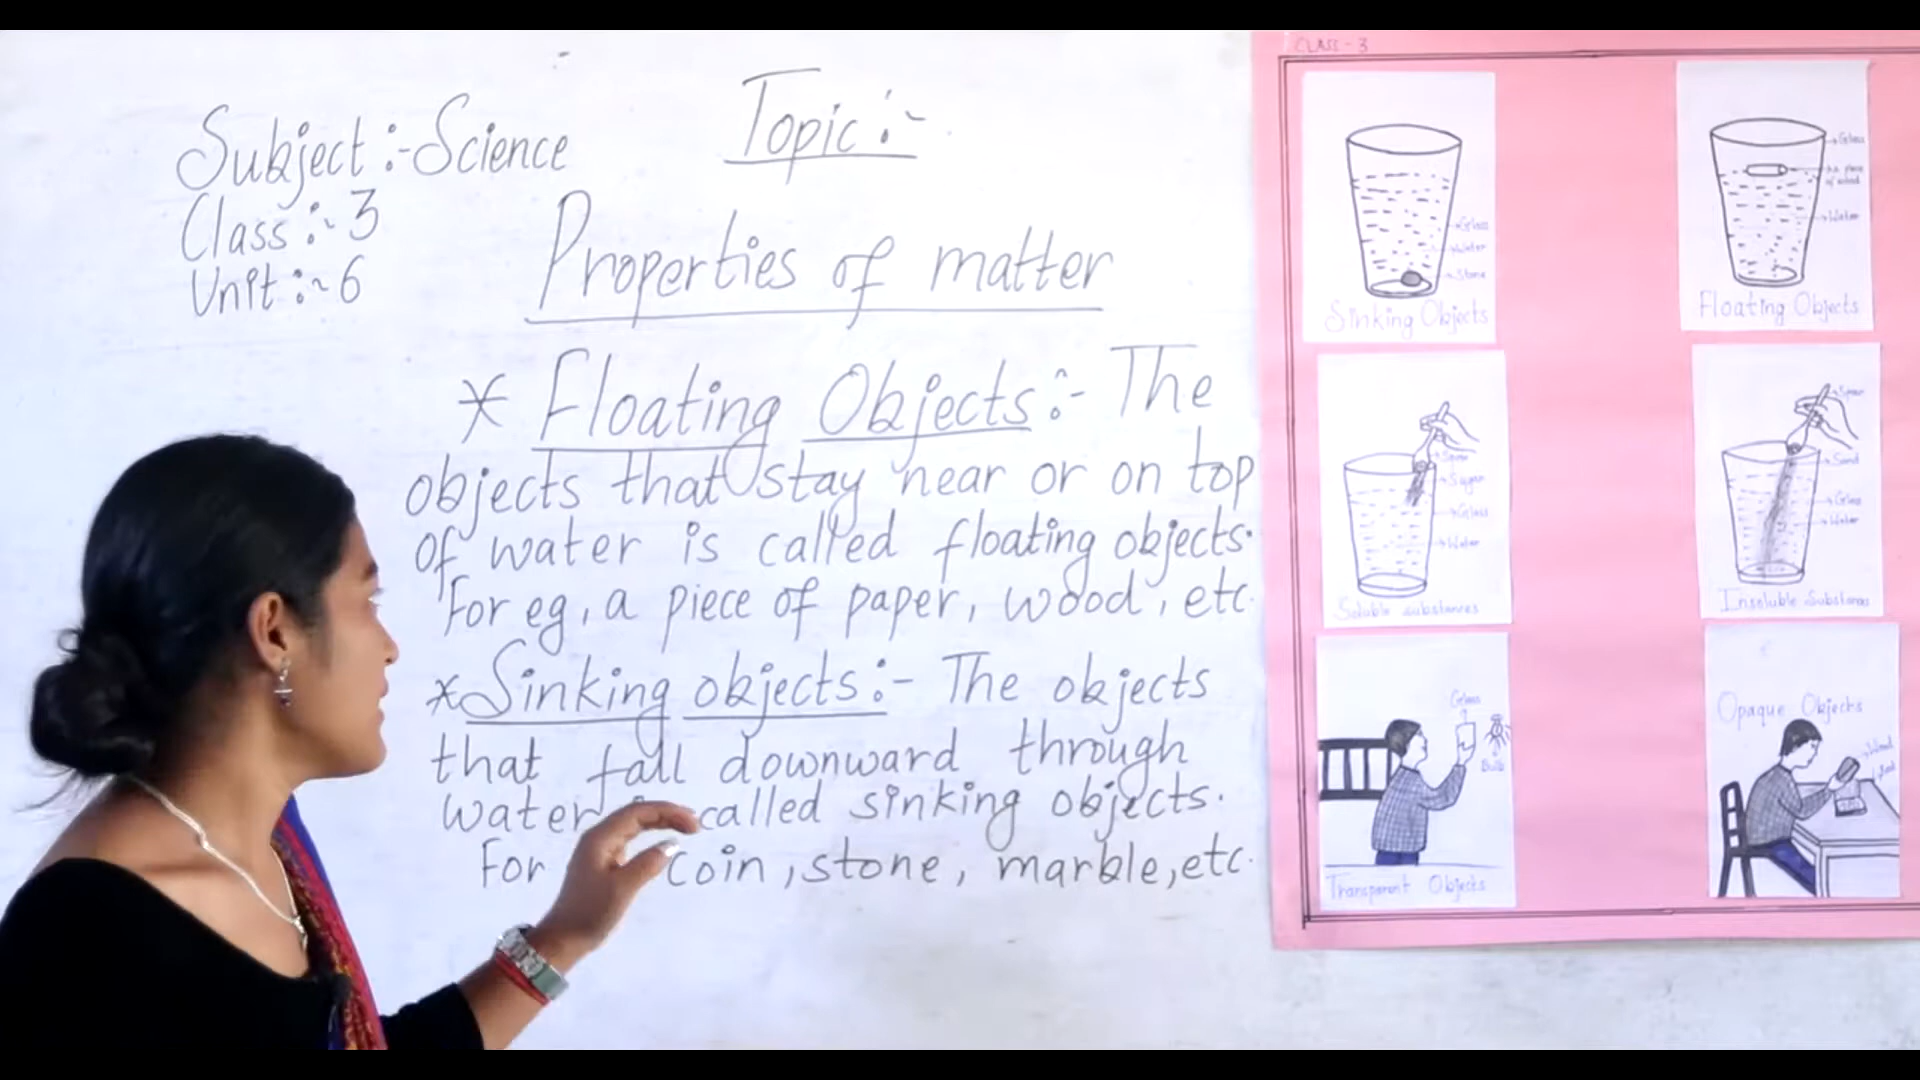 Subject :- Science
Class :- 3
Unit :- 6
Topic :-
Properties of matter
* Floating Objects :- The
objects that stay near or on top
of water is called floating objects.
For eg, a piece of paper, wood, etc.
* Sinking objects :- The objects
that fall downward through
water called sinking objects.
For coin, stone, marble, etc.
CLASS - 3
Glass
Water
Stone
Sinking Objects
Glass
Water
Floating Objects
Spoon
Sugar
Glass
Water
Soluble substances
Spoon
Sand
Glass
Water
Insoluble Substances
Glass
Bulb
Transparent Objects
Opaque Objects
Wood